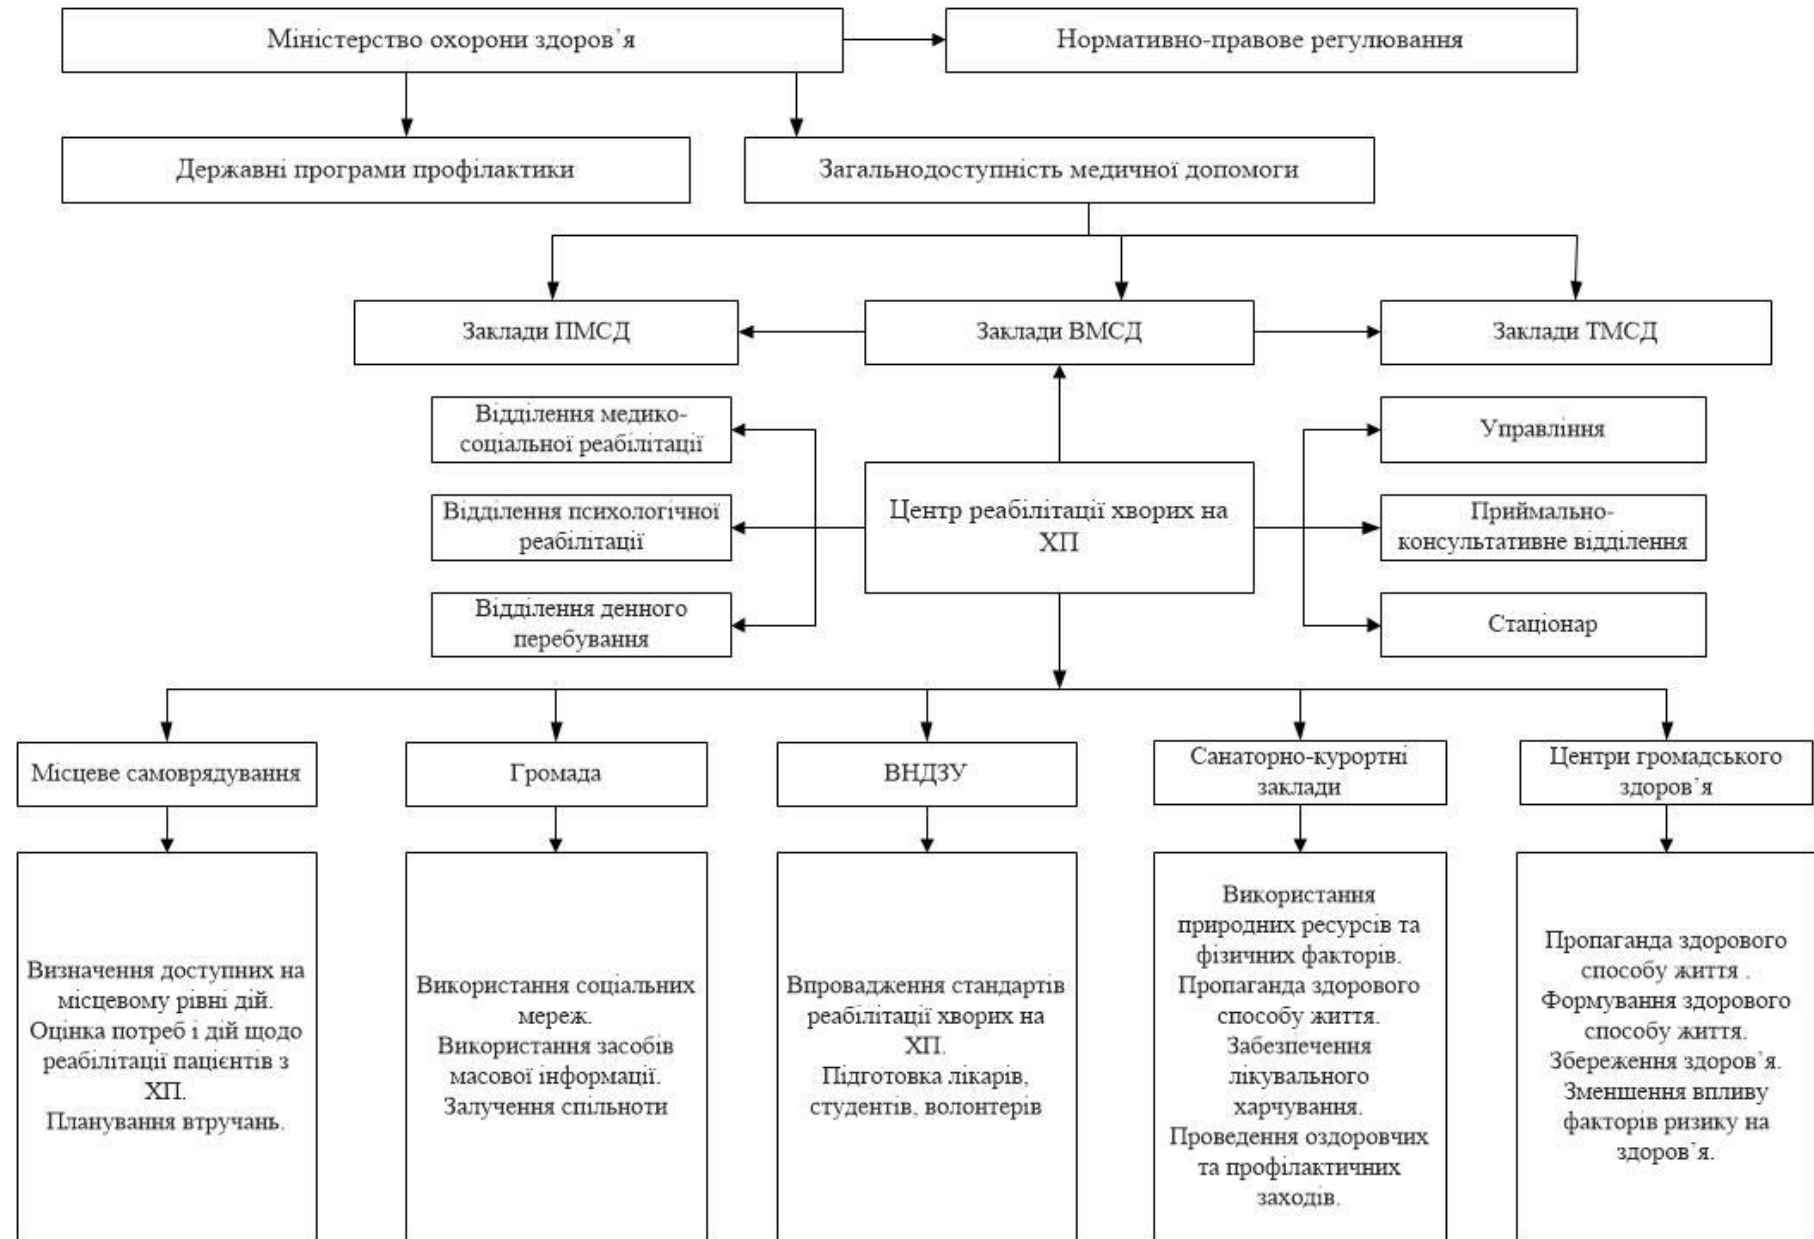 Міністерство охорони здоров`я
Нормативно-правове регулювання
Державні програми профілактики
Загальнодоступність медичної допомоги
Заклади ПМСД
Заклади ВМСД
Заклади ТМСД
Відділення медико-
соціальної реабілітації
Управління
Відділення психологічної
реабілітації
Центр реабілітації хворих на
ХП
Приймально-
консультативне відділення
Відділення денного
перебування
Стаціонар
Місцеве самоврядування
Громада
ВНДЗУ
Санаторно-курортні
заклади
Центри громадського
здоров`я
Визначення доступних на
місцевому рівні дій.
Оцінка потреб і дій щодо
реабілітації пацієнтів з
ХП.
Планування втручань.
Використання соціальних
мереж.
Використання засобів
масової інформації.
Залучення спільноти
Впровадження стандартів
реабілітації хворих на
ХП.
Підготовка лікарів,
студентів, волонтерів
Використання
природних ресурсів та
фізичних факторів.
Пропаганда здорового
способу життя.
Забезпечення
лікувального
харчування.
Проведення оздоровчих
та профілактичних
заходів.
Пропаганда здорового
способу життя .
Формування здорового
способу життя.
Збереження здоров`я.
Зменшення впливу
факторів ризику на
здоров`я.